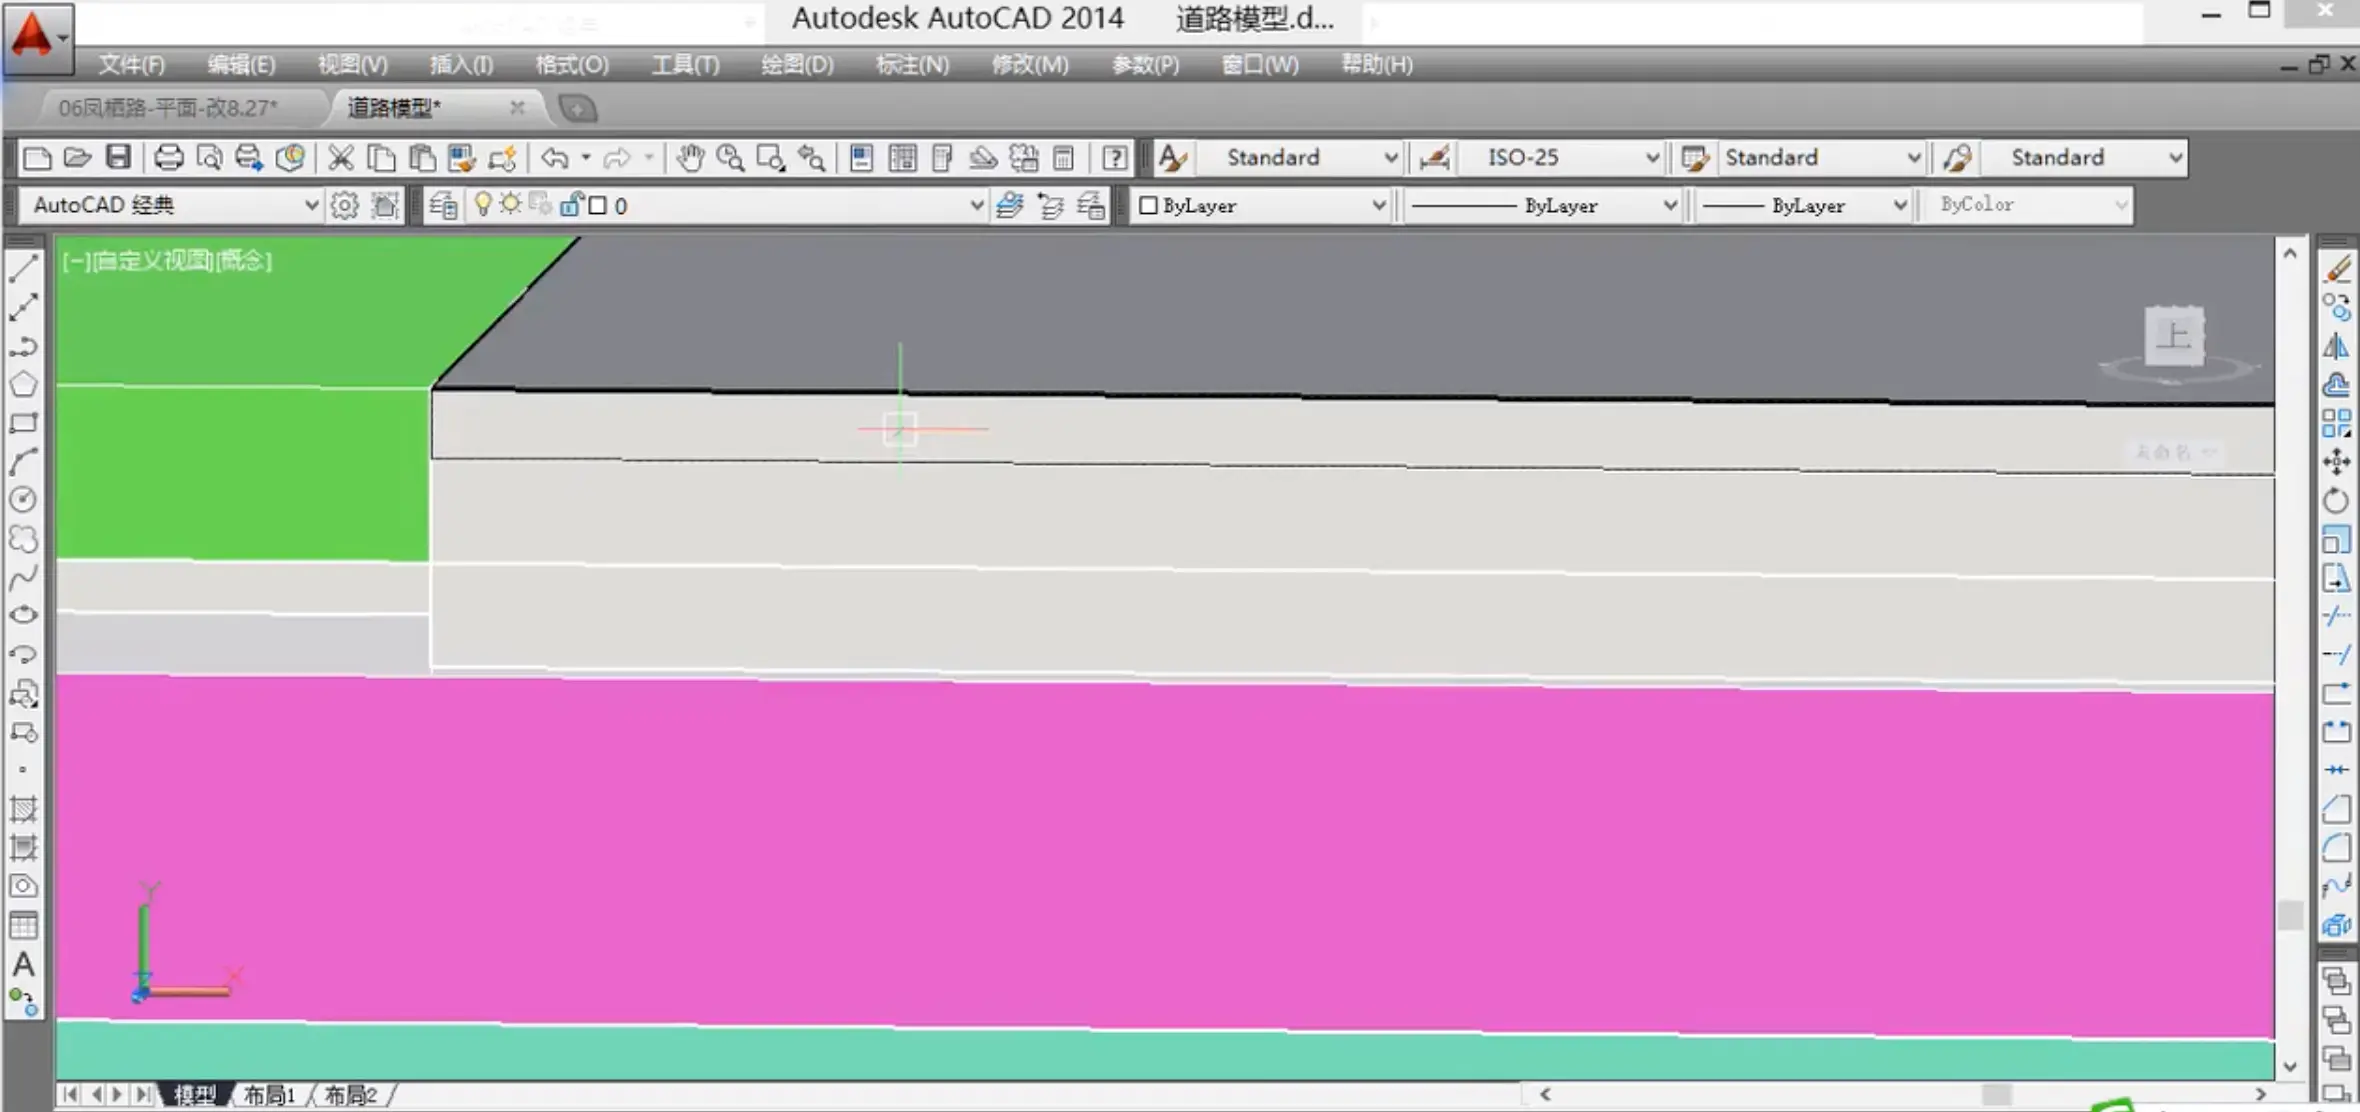 Autodesk AutoCAD 2014 道路模型.d...
文件(F) 编辑(E) 视图(V) 插入(I) 格式(O) 工具(T) 绘图(D) 标注(N) 修改(M) 参数(P) 窗口(W) 帮助(H)
06凤栖路-平面-改8.27* 道路模型*
Standard ISO-25 Standard Standard
AutoCAD 经典 0 ByLayer ByLayer ByLayer ByColor
[−][自定义视图][概念]
上
未命名
Y
X
A
模型 布局1 布局2